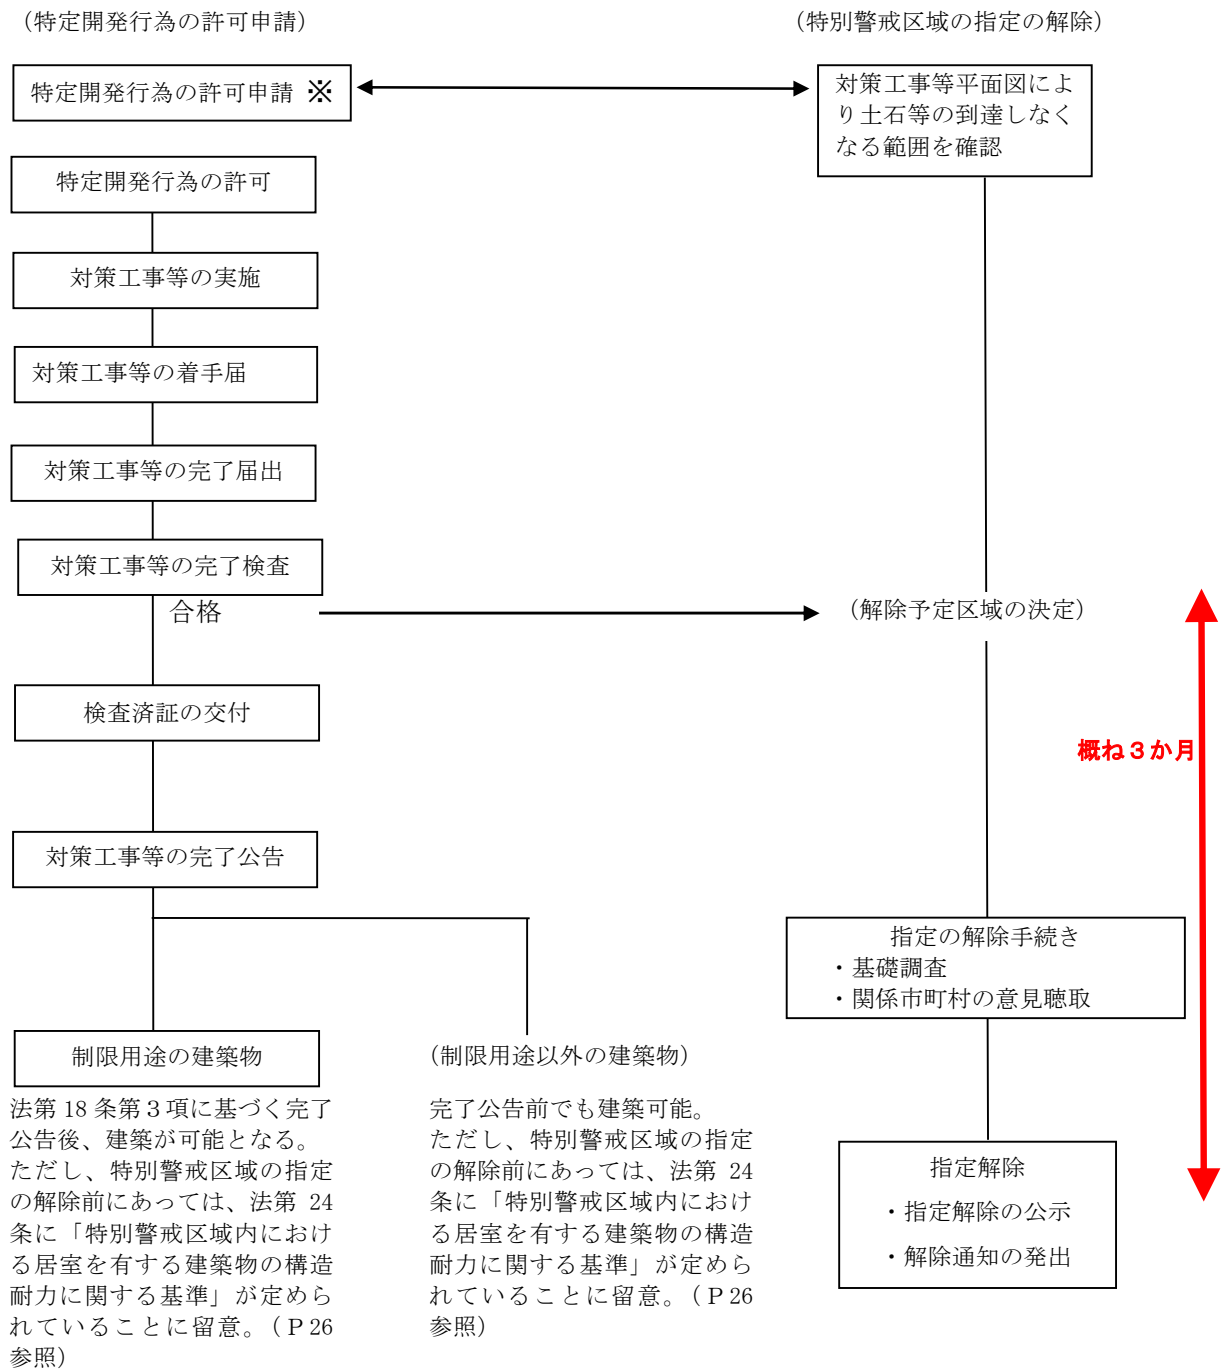 （特定開発行為の許可申請）
（特別警戒区域の指定の解除）
特定開発行為の許可申請 ※
対策工事等平面図によ
り土石等の到達しなく
なる範囲を確認
特定開発行為の許可
対策工事等の実施
対策工事等の着手届
対策工事等の完了届出
対策工事等の完了検査
合格
（解除予定区域の決定）
検査済証の交付
概ね３か月
対策工事等の完了公告
指定の解除手続き
・基礎調査
・関係市町村の意見聴取
制限用途の建築物
法第 18 条第３項に基づく完了
公告後、建築が可能となる。
ただし、特別警戒区域の指定
の解除前にあっては、法第 24
条に「特別警戒区域内におけ
る居室を有する建築物の構造
耐力に関する基準」が定めら
れていることに留意。（Ｐ26
参照）
（制限用途以外の建築物）
完了公告前でも建築可能。
ただし、特別警戒区域の指定
の解除前にあっては、法第 24
条に「特別警戒区域内におけ
る居室を有する建築物の構造
耐力に関する基準」が定めら
れていることに留意。（Ｐ26
参照）
指定解除
・指定解除の公示
・解除通知の発出